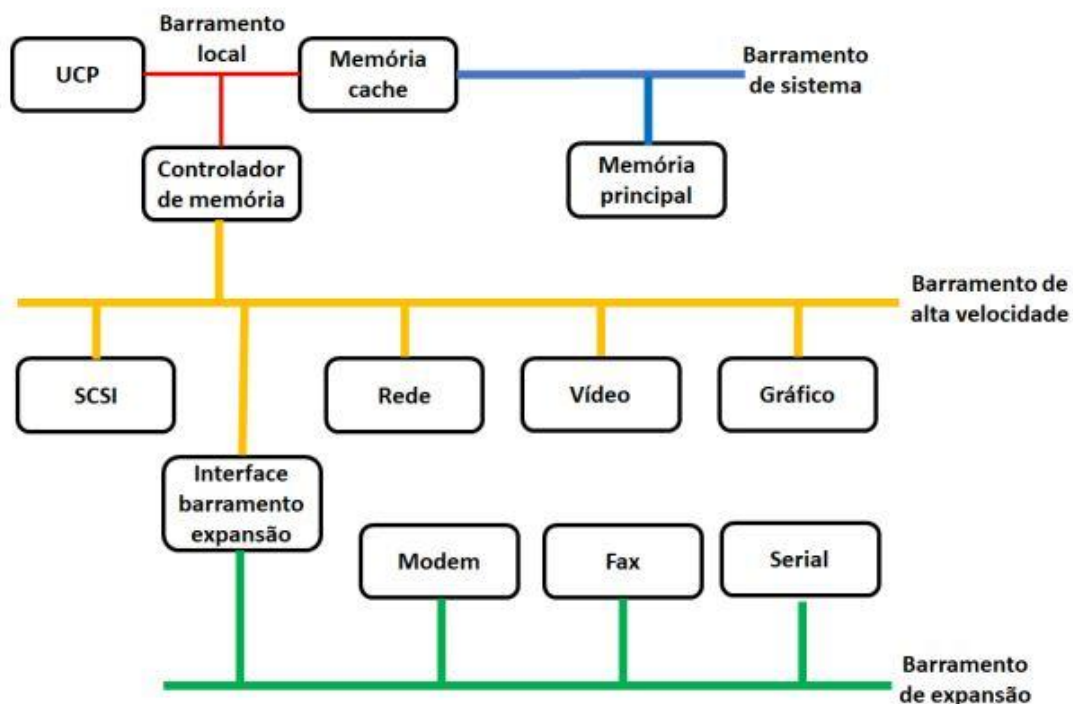 Barramento
local
UCP
Memória
cache
Barramento
de sistema
Controlador
de memória
Memória
principal
Barramento de
alta velocidade
SCSI
Rede
Vídeo
Gráfico
Interface
barramento
expansão
Modem
Fax
Serial
Barramento
de expansão